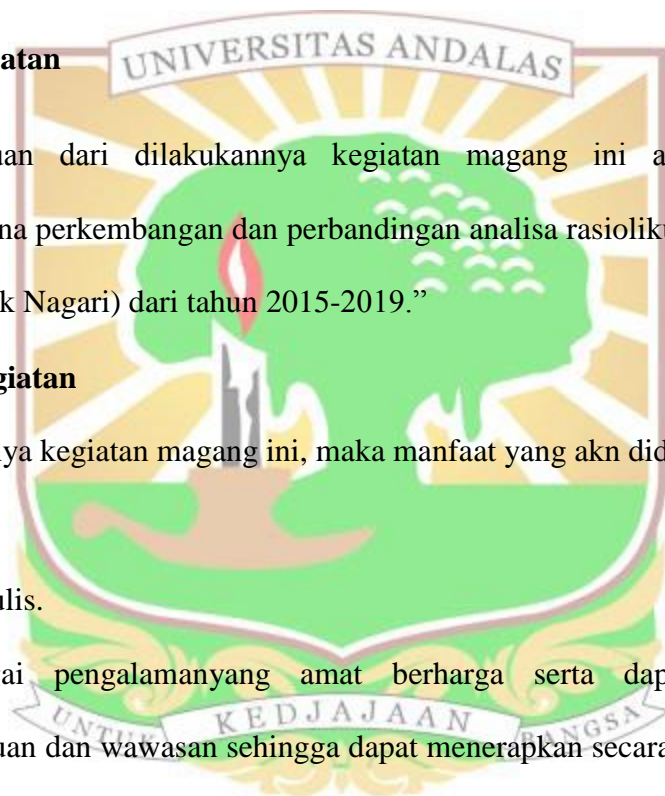 UNIVERSITAS ANDALAS
atan
uan dari dilakukannya kegiatan magang ini a
na perkembangan dan perbandingan analisa rasioliku
k Nagari) dari tahun 2015-2019.”
giatan
ya kegiatan magang ini, maka manfaat yang akn did
ulis.
ai pengalamanyang amat berharga serta dap
UNTUK KEDJAJAAN BANGSA
uan dan wawasan sehingga dapat menerapkan secara